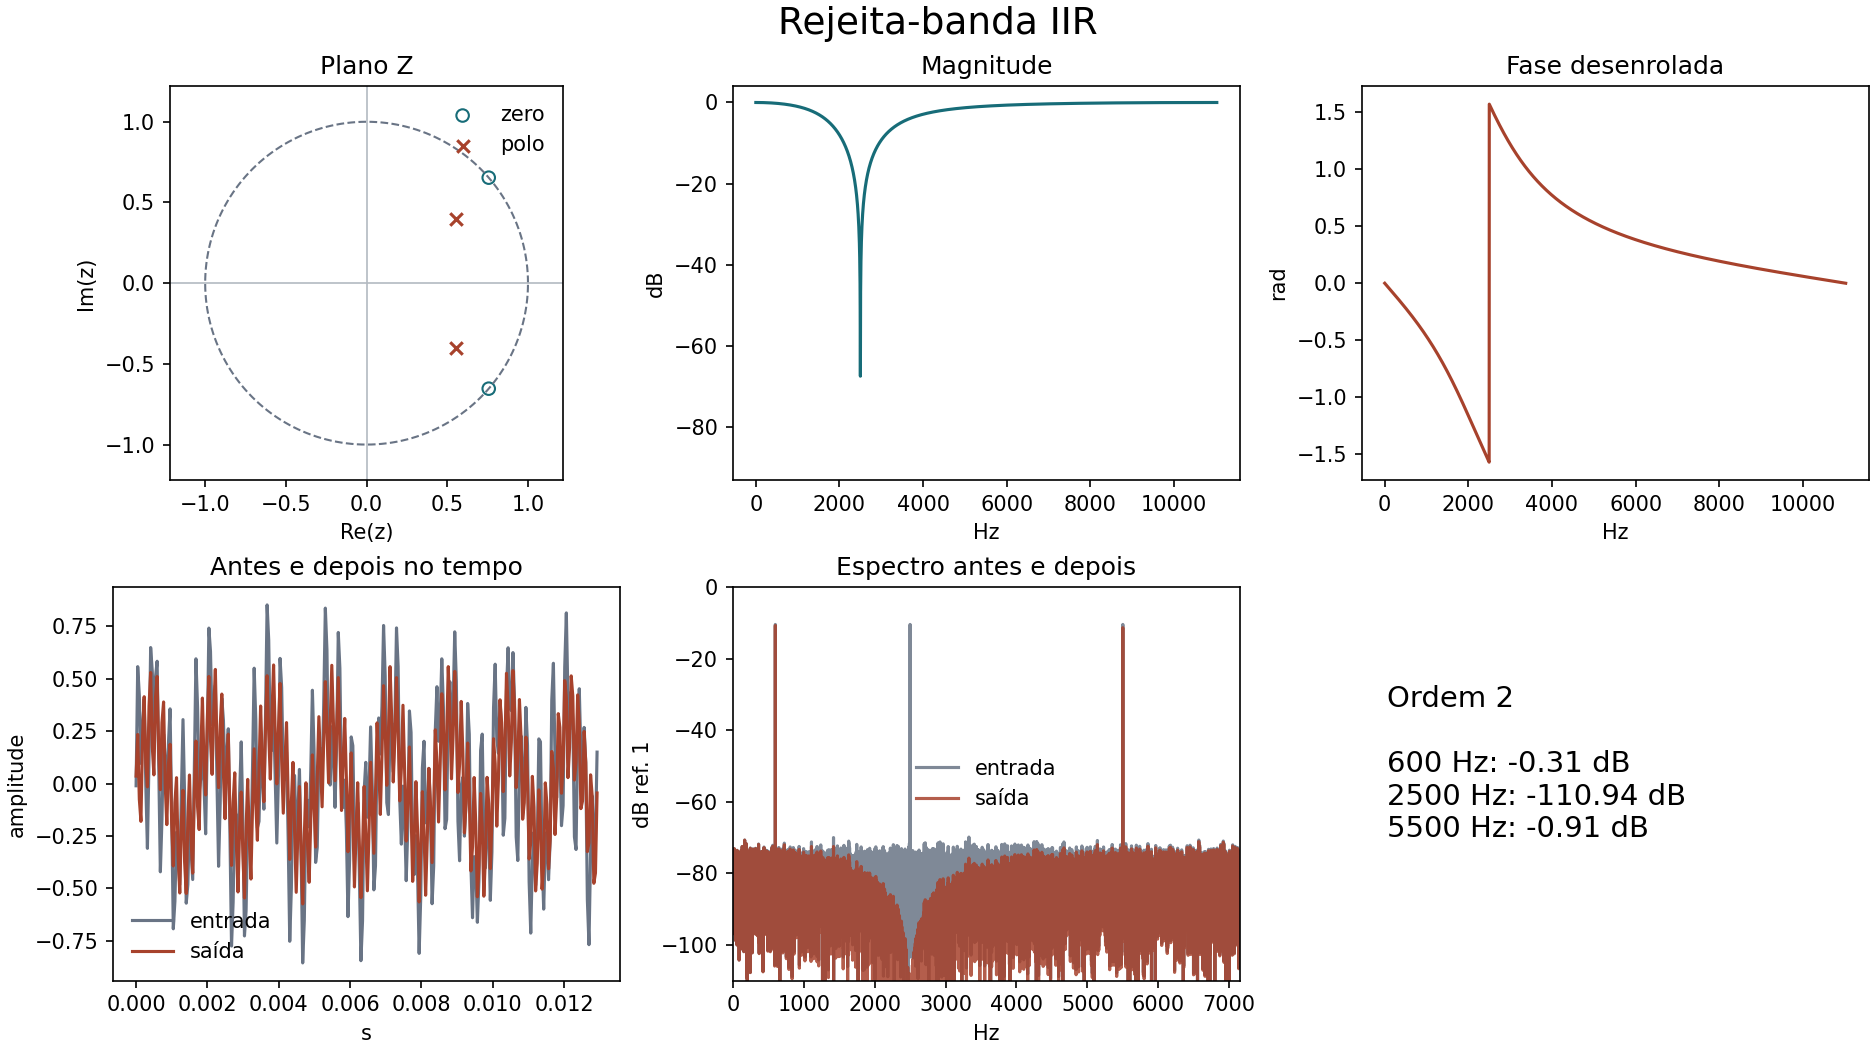 Rejeita-banda IIR
Plano Z
zero
polo
1.0
0.5
0.0
−0.5
−1.0
Im(z)
−1.0 −0.5 0.0 0.5 1.0
Re(z)
Magnitude
0
−20
−40
−60
−80
dB
0 2000 4000 6000 8000 10000
Hz
Fase desenrolada
1.5
1.0
0.5
0.0
−0.5
−1.0
−1.5
rad
0 2000 4000 6000 8000 10000
Hz
Antes e depois no tempo
0.75
0.50
0.25
0.00
−0.25
−0.50
−0.75
amplitude
entrada
saída
0.000 0.002 0.004 0.006 0.008 0.010 0.012
s
Espectro antes e depois
0
−20
−40
−60
−80
−100
dB ref. 1
entrada
saída
0 1000 2000 3000 4000 5000 6000 7000
Hz
Ordem 2
600 Hz: -0.31 dB
2500 Hz: -110.94 dB
5500 Hz: -0.91 dB